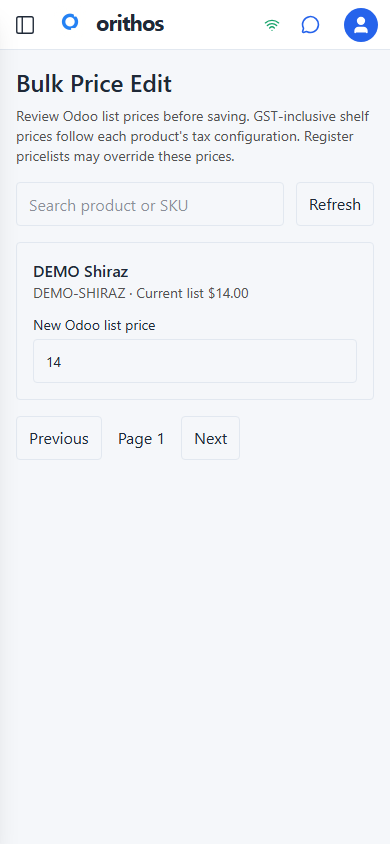 orithos
Bulk Price Edit
Review Odoo list prices before saving. GST-inclusive shelf
prices follow each product's tax configuration. Register
pricelists may override these prices.
Search product or SKU
Refresh
DEMO Shiraz
DEMO-SHIRAZ · Current list $14.00
New Odoo list price
14
Previous
Page 1
Next